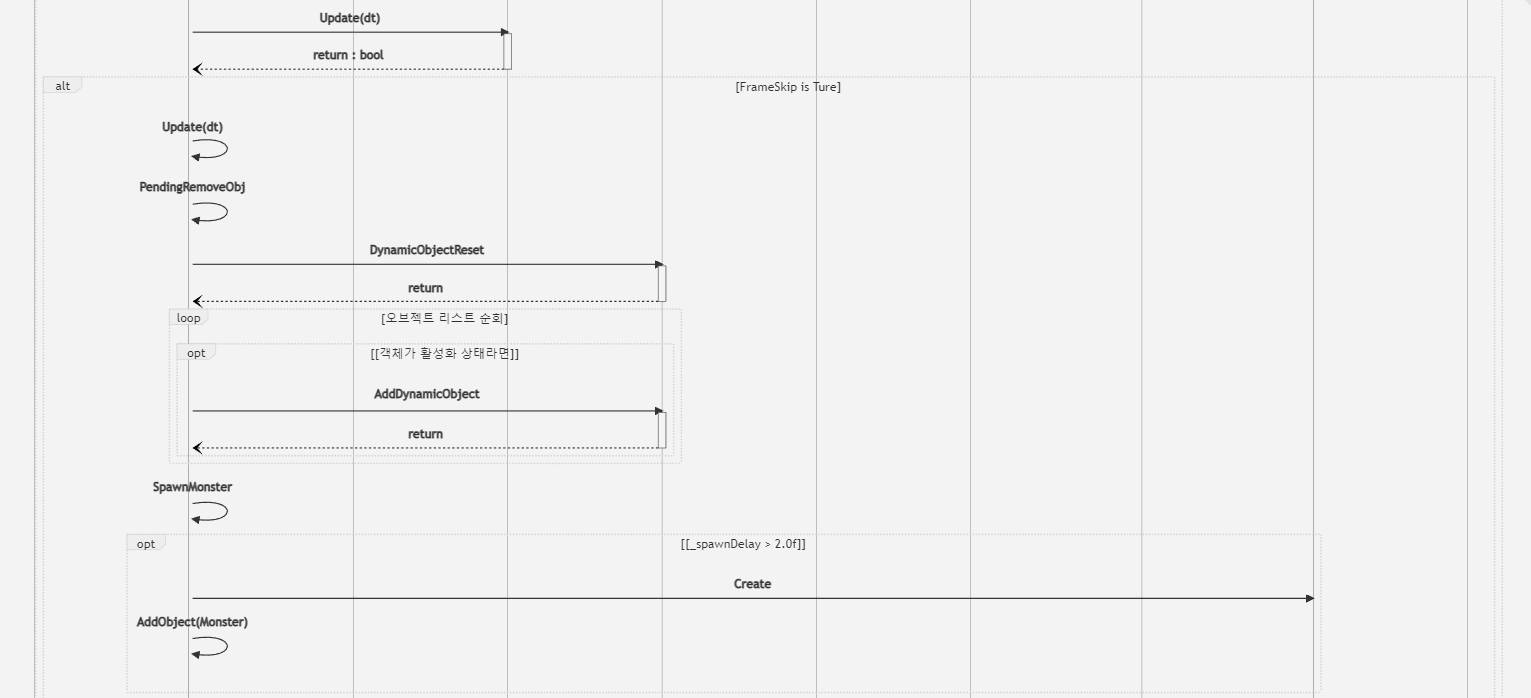 Update(dt)
return : bool
alt
[FrameSkip is Ture]
Update(dt)
PendingRemoveObj
DynamicObjectReset
return
loop
[오브젝트 리스트 순회]
opt
[[객체가 활성화 상태라면]]
AddDynamicObject
return
SpawnMonster
opt
[[_spawnDelay > 2.0f]]
Create
AddObject(Monster)